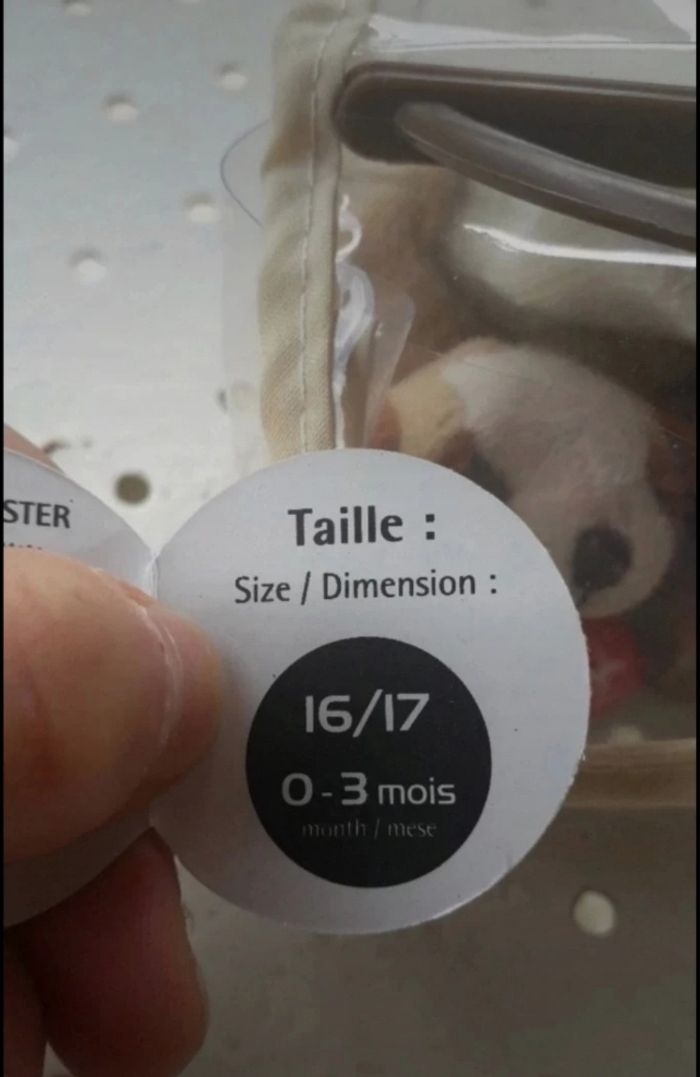 STER
Taille :
Size / Dimension :
16/17
0 - 3 mois
month / mese